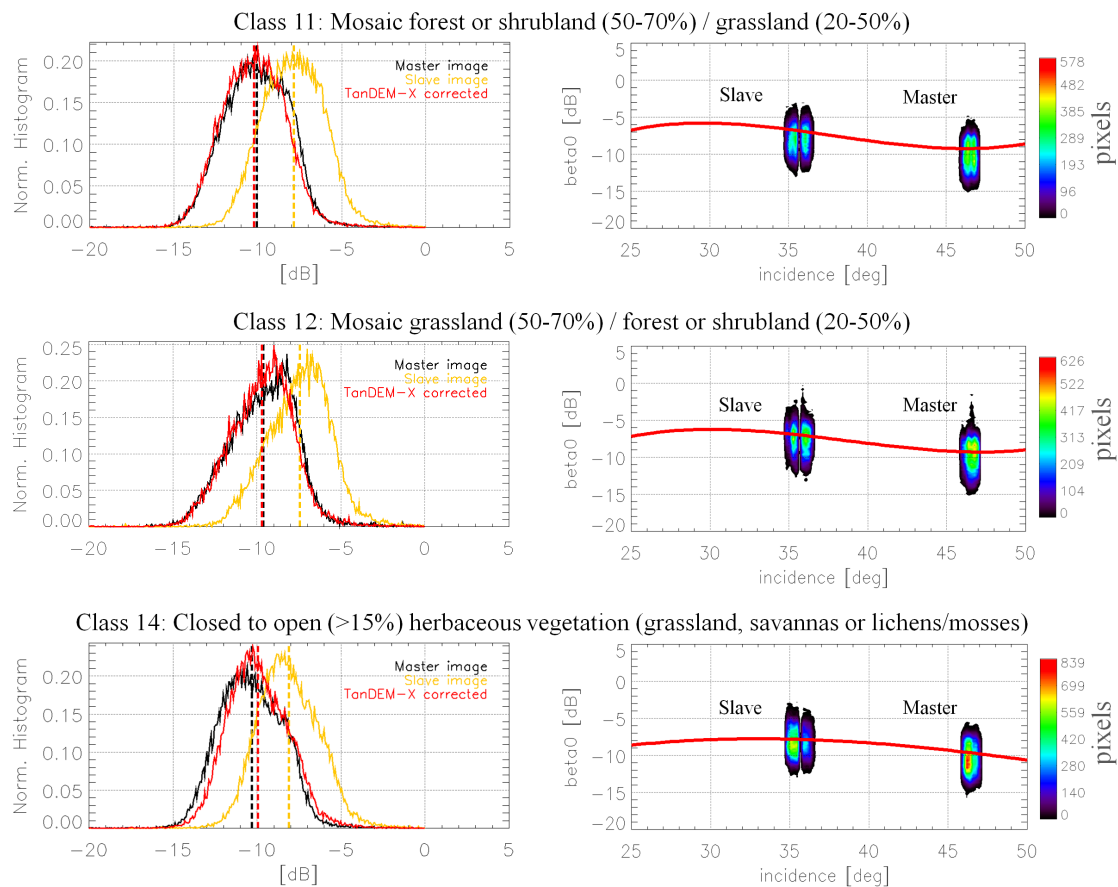 Class 11: Mosaic forest or shrubland (50-70%) / grassland (20-50%)
Norm. Histogram
0.20
0.15
0.10
0.05
0.00
Master image
Slave image
TanDEM-X corrected
−20 −15 −10 −5 0 5
[dB]
beta0 [dB]
5
0
−5
−10
−15
−20
Slave
Master
25 30 35 40 45 50
incidence [deg]
578
482
385
289
193
96
0
pixels
Class 12: Mosaic grassland (50-70%) / forest or shrubland (20-50%)
Norm. Histogram
0.25
0.20
0.15
0.10
0.05
0.00
Master image
Slave image
TanDEM-X corrected
−20 −15 −10 −5 0 5
[dB]
beta0 [dB]
5
0
−5
−10
−15
−20
Slave
Master
25 30 35 40 45 50
incidence [deg]
626
522
417
313
209
104
0
pixels
Class 14: Closed to open (>15%) herbaceous vegetation (grassland, savannas or lichens/mosses)
Norm. Histogram
0.20
0.15
0.10
0.05
0.00
Master image
Slave image
TanDEM-X corrected
−20 −15 −10 −5 0 5
[dB]
beta0 [dB]
5
0
−5
−10
−15
−20
Slave
Master
25 30 35 40 45 50
incidence [deg]
839
699
560
420
280
140
0
pixels